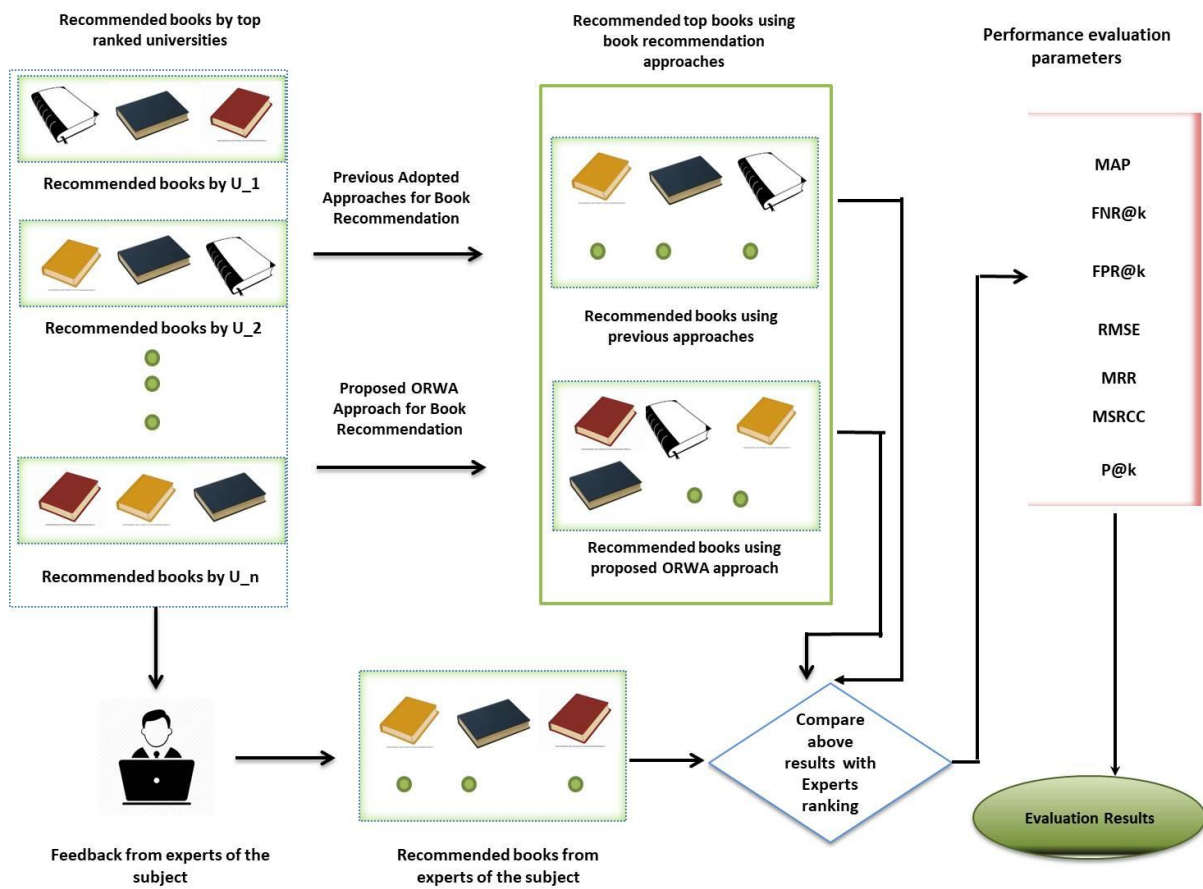 Recommended books by top
ranked universities
Recommended books by U_1
Recommended books by U_2
Recommended books by U_n
Previous Adopted
Approaches for Book
Recommendation
Proposed ORWA
Approach for Book
Recommendation
Recommended top books using
book recommendation
approaches
Recommended books using
previous approaches
Recommended books using
proposed ORWA approach
Performance evaluation
parameters
MAP
FNR@k
FPR@k
RMSE
MRR
MSRCC
P@k
Feedback from experts of the
subject
Recommended books from
experts of the subject
Compare
above
results with
Experts
ranking
Evaluation Results